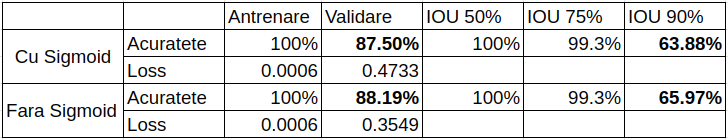 Antrenare Validare IOU 50% IOU 75% IOU 90%
Cu Sigmoid Acuratete 100% 87.50% 100% 99.3% 63.88%
Loss 0.0006 0.4733
Fara Sigmoid Acuratete 100% 88.19% 100% 99.3% 65.97%
Loss 0.0006 0.3549